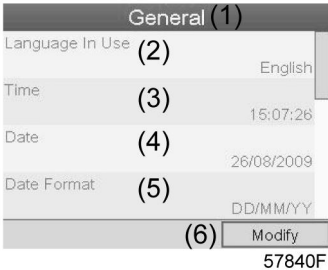 General (1)
Language In Use (2)
English
Time (3)
15:07:26
Date (4)
26/08/2009
Date Format (5)
DD/MM/YY
(6) Modify
57840F